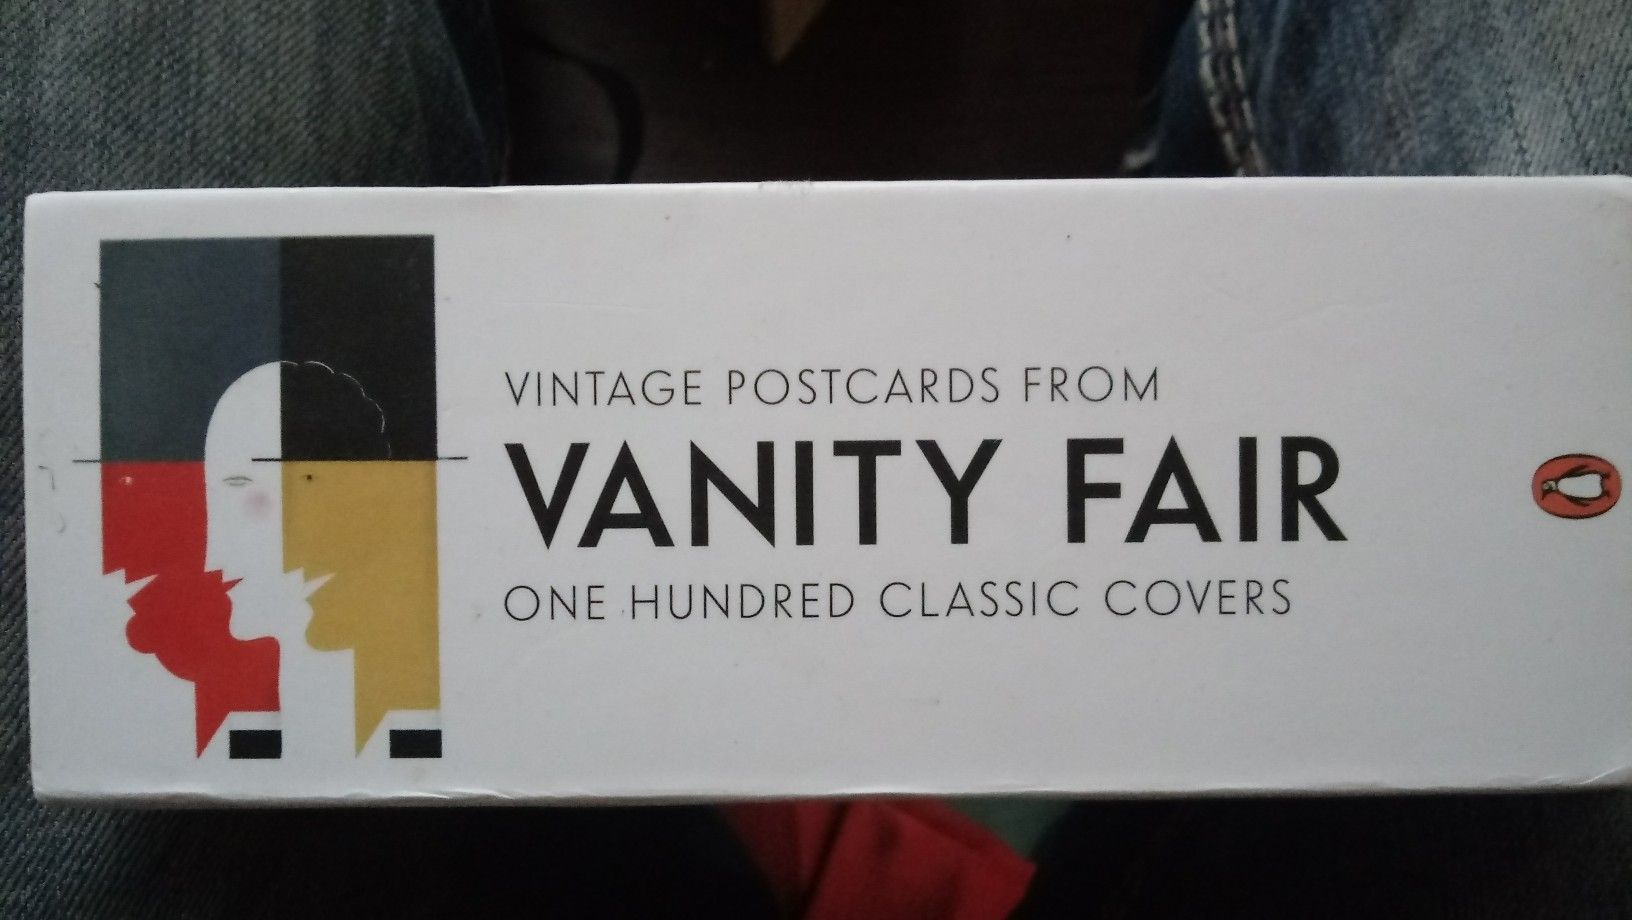 VINTAGE POSTCARDS FROM
VANITY FAIR
ONE HUNDRED CLASSIC COVERS